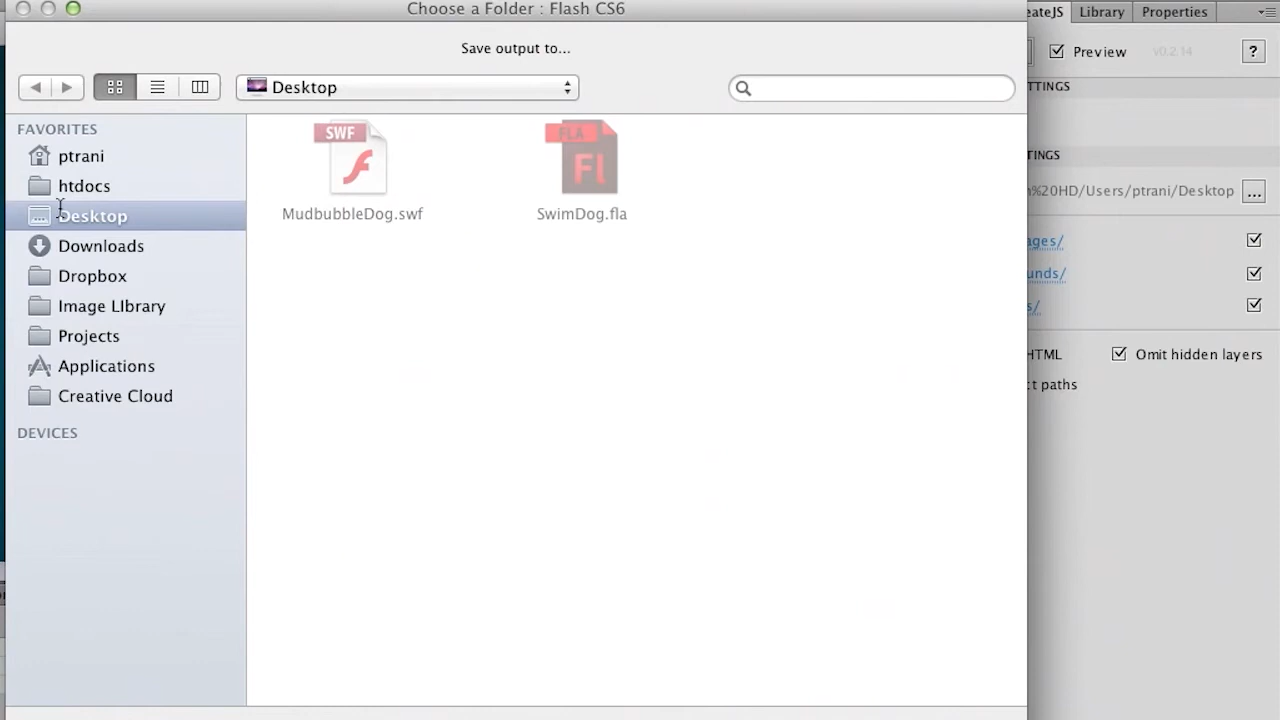 Choose a Folder : Flash CS6
Save output to...
Desktop
FAVORITES
ptrani
htdocs
Desktop
Downloads
Dropbox
Image LIbrary
Projects
Applications
Creative Cloud
DEVICES
SWF
MudbubbleDog.swf
FLA
Fl
SwimDog.fla
eateJS
Library
Properties
Preview
v0.2.14
?
TTINGS
TINGS
%20HD/Users/ptrani/Desktop
...
ages/
unds/
s/
HTML
Omit hidden layers
ct paths